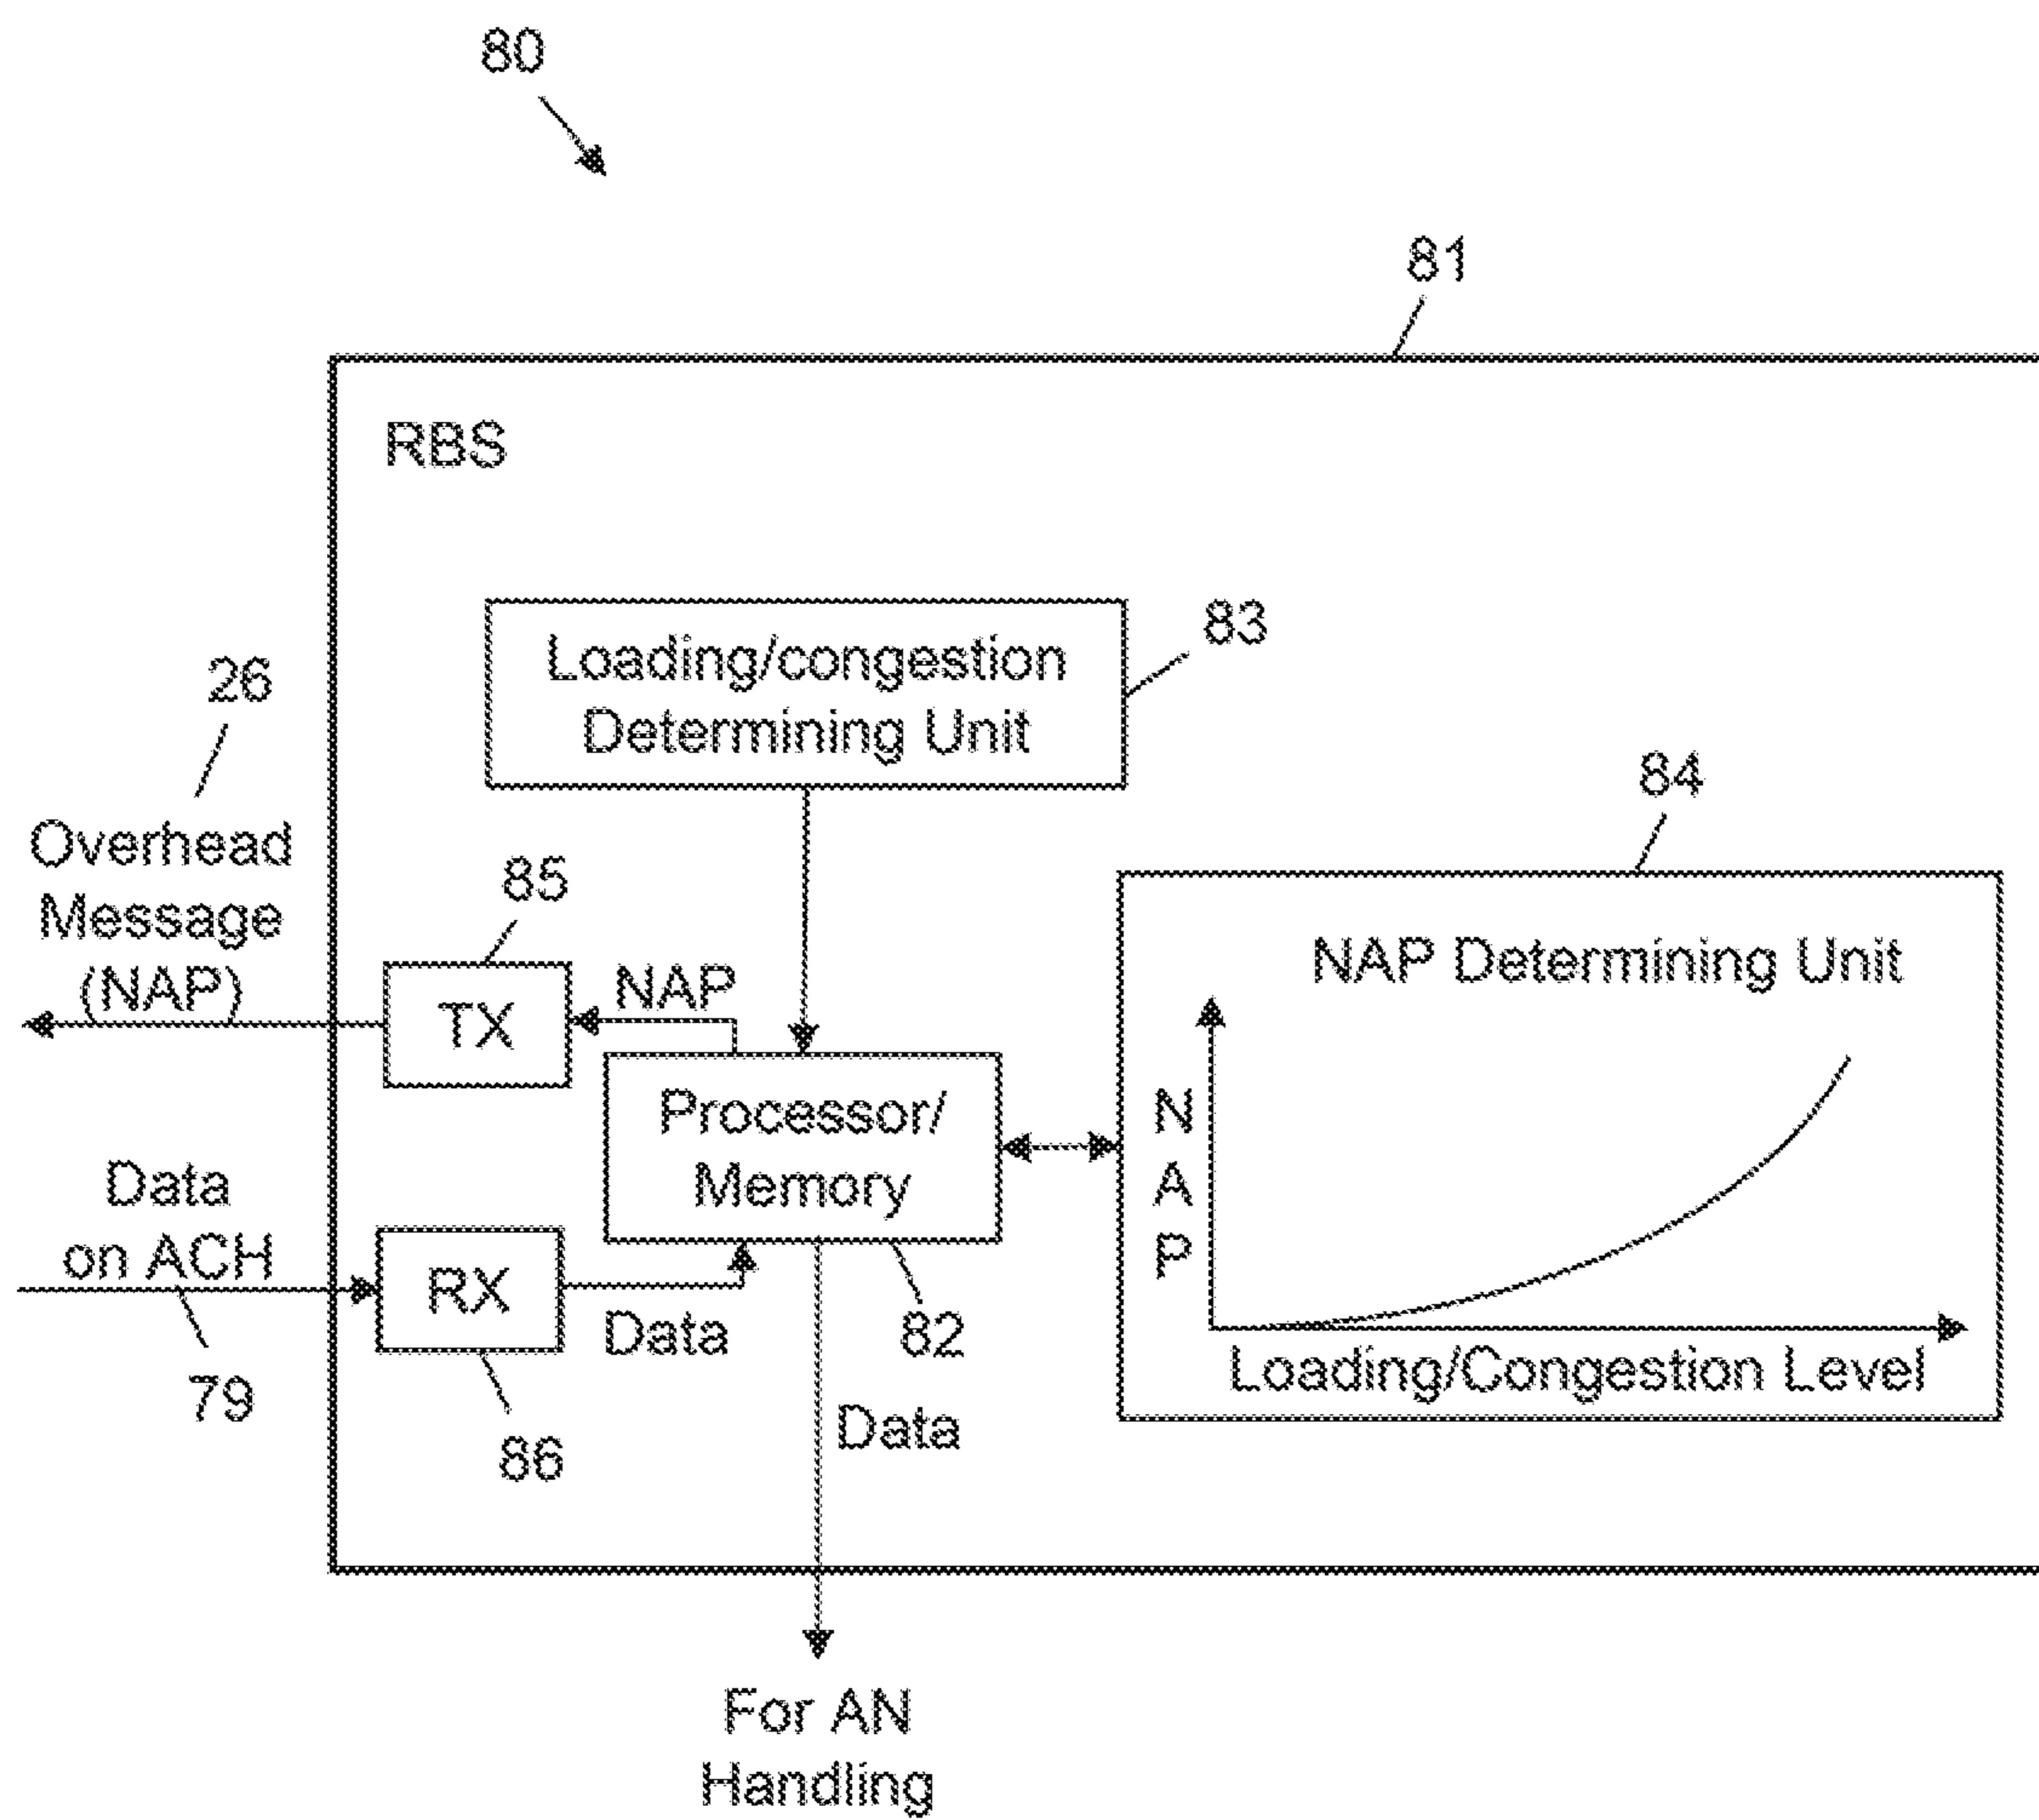 80
81
RBS
Loading/congestion
Determining Unit
83
26
Overhead
Message
(NAP)
85
TX
NAP
84
NAP Determining Unit
N
A
P
Loading/Congestion Level
Processor/
Memory
82
Data
on ACH
79
RX
Data
86
Data
For AN
Handling